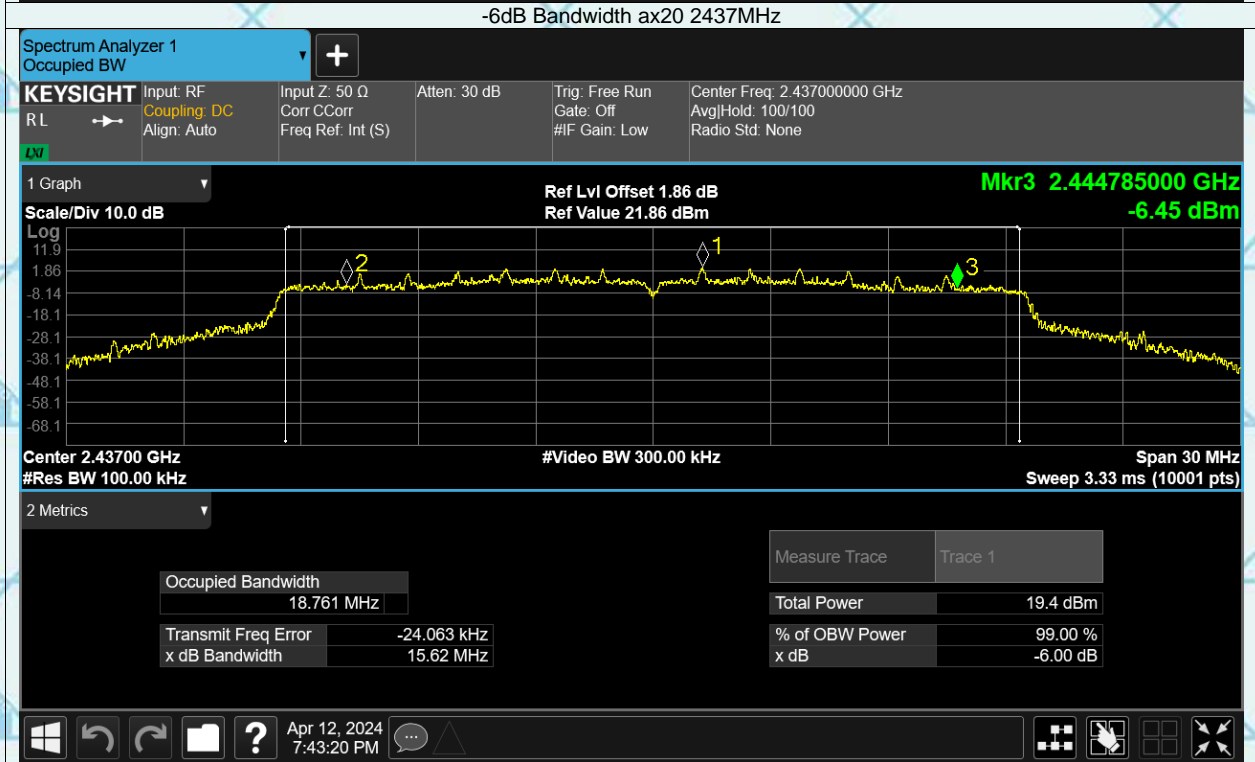 -6dB Bandwidth ax20 2437MHz
Spectrum Analyzer 1
Occupied BW
+
KEYSIGHT
R L
LXI
Input: RF
Coupling: DC
Align: Auto
Input Z: 50 Ω
Corr CCorr
Freq Ref: Int (S)
Atten: 30 dB
Trig: Free Run
Gate: Off
#IF Gain: Low
Center Freq: 2.437000000 GHz
Avg|Hold: 100/100
Radio Std: None
1 Graph
Scale/Div 10.0 dB
Ref Lvl Offset 1.86 dB
Ref Value 21.86 dBm
Mkr3 2.444785000 GHz
-6.45 dBm
Log
11.9
1.86
-8.14
-18.1
-28.1
-38.1
-48.1
-58.1
-68.1
2
1
3
Center 2.43700 GHz
#Res BW 100.00 kHz
#Video BW 300.00 kHz
Span 30 MHz
Sweep 3.33 ms (10001 pts)
2 Metrics
Measure Trace Trace 1
Occupied Bandwidth
18.761 MHz
Total Power 19.4 dBm
Transmit Freq Error -24.063 kHz
% of OBW Power 99.00 %
x dB Bandwidth 15.62 MHz
x dB -6.00 dB
?
Apr 12, 2024
7:43:20 PM